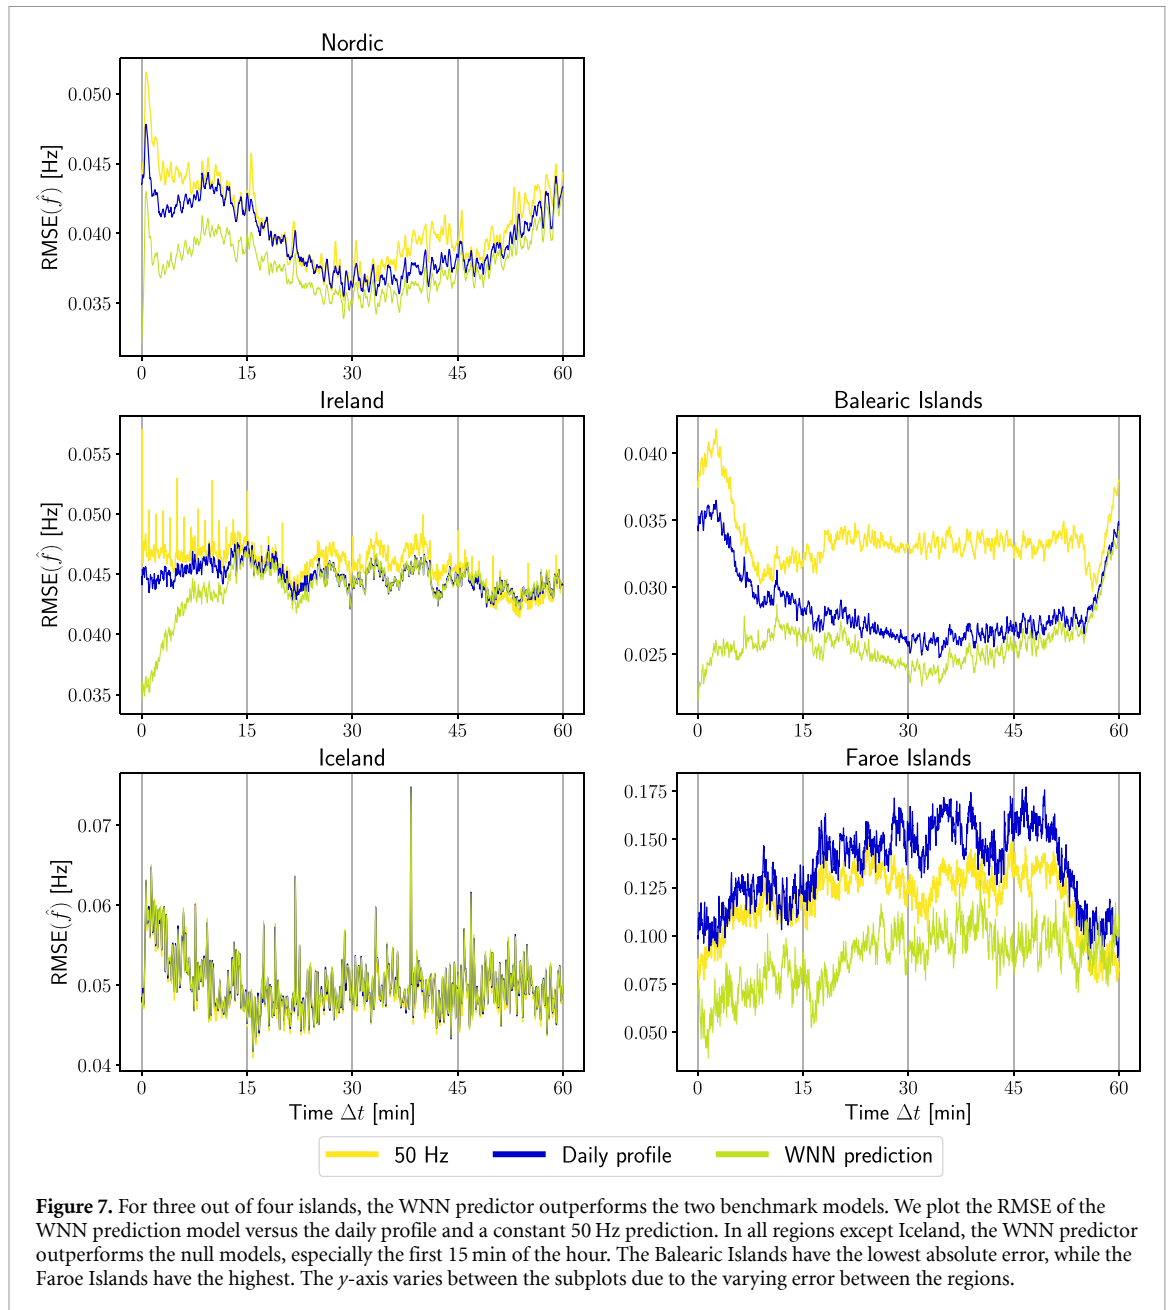 Nordic
RMSE(f̂) [Hz]
0.050
0.045
0.040
0.035
0 15 30 45 60
Ireland
RMSE(f̂) [Hz]
0.055
0.050
0.045
0.040
0.035
0 15 30 45 60
Balearic Islands
0.040
0.035
0.030
0.025
0 15 30 45 60
Iceland
RMSE(f̂) [Hz]
0.07
0.06
0.05
0.04
0 15 30 45 60
Time Δt [min]
Faroe Islands
0.175
0.150
0.125
0.100
0.075
0.050
0 15 30 45 60
Time Δt [min]
50 Hz Daily profile WNN prediction
Figure 7. For three out of four islands, the WNN predictor outperforms the two benchmark models. We plot the RMSE of the
WNN prediction model versus the daily profile and a constant 50 Hz prediction. In all regions except Iceland, the WNN predictor
outperforms the null models, especially the first 15 min of the hour. The Balearic Islands have the lowest absolute error, while the
Faroe Islands have the highest. The y-axis varies between the subplots due to the varying error between the regions.